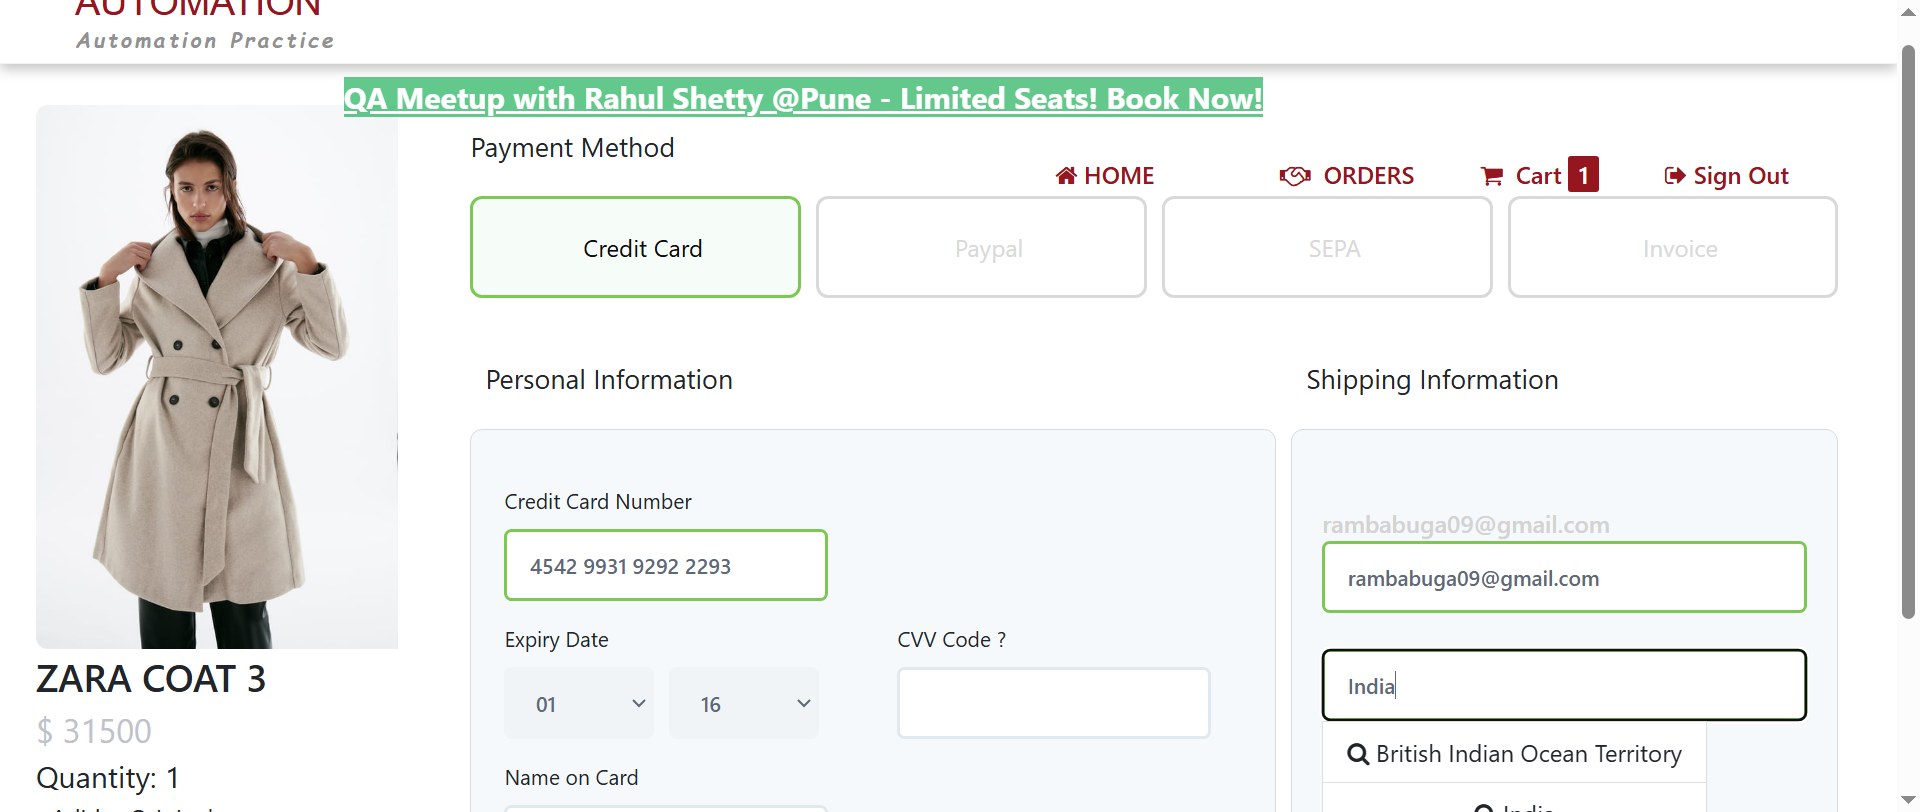 AUTOMATION
Automation Practice
QA Meetup with Rahul Shetty @Pune - Limited Seats! Book Now!
Payment Method
HOME
ORDERS
Cart 1
Sign Out
Credit Card
Paypal
SEPA
Invoice
ZARA COAT 3
$ 31500
Quantity: 1
Personal Information
Credit Card Number
4542 9931 9292 2293
Expiry Date
01
16
CVV Code ?
Name on Card
Shipping Information
rambabuga09@gmail.com
rambabuga09@gmail.com
India
British Indian Ocean Territory
India